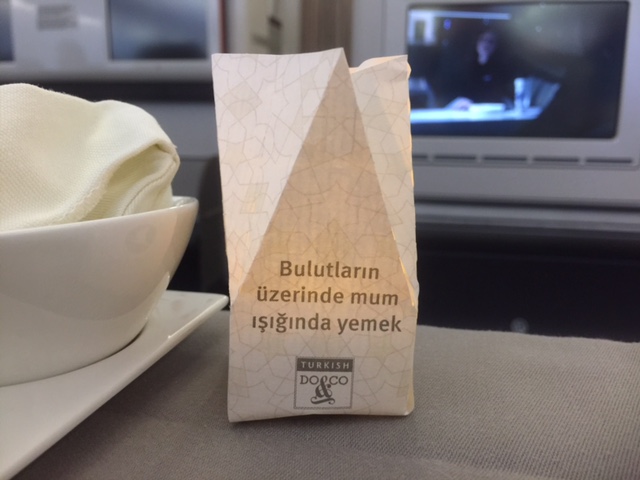 Bulutların
üzerinde mum
ışığında yemek
TURKISH
DO&CO